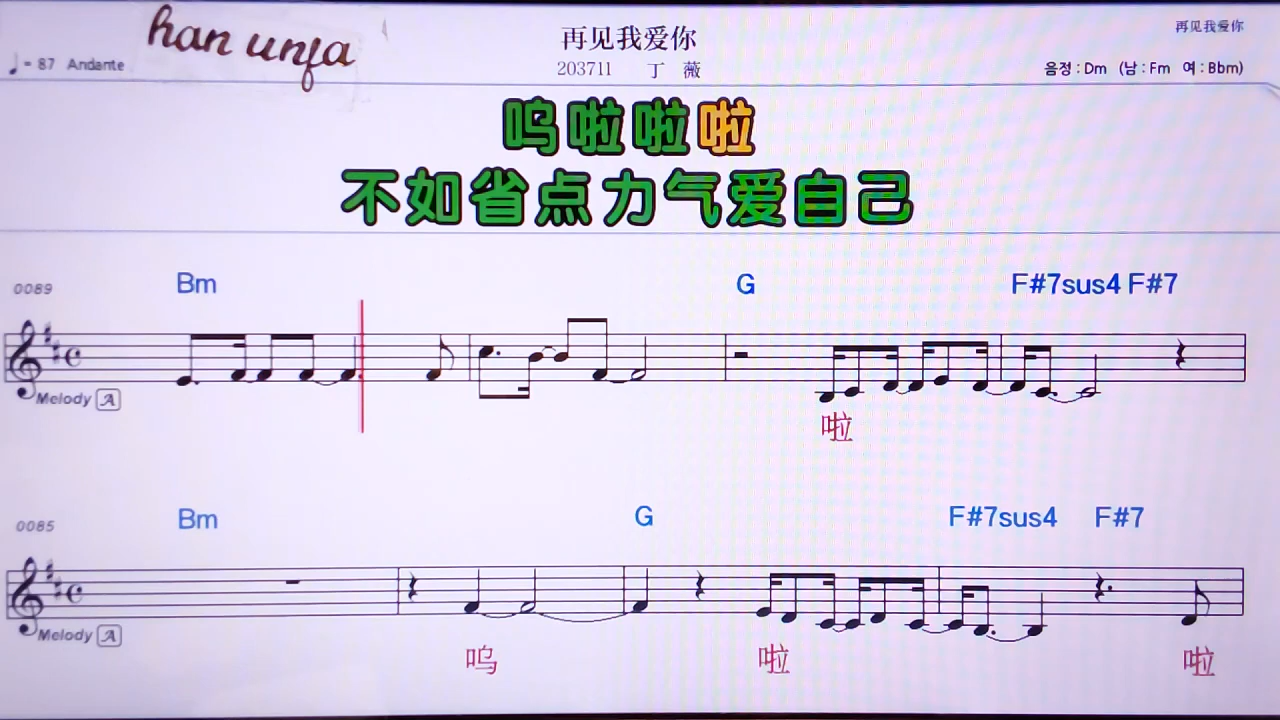 han unja
再见我爱你
再见我爱你
♩= 87 Andante
203711 丁 薇
음정 : Dm (남 : Fm 여 : Bbm)
呜啦啦啦
不如省点力气爱自己
0089 Bm G F#7sus4 F#7
Melody A
啦
0085 Bm G F#7sus4 F#7
Melody A
呜 啦 啦